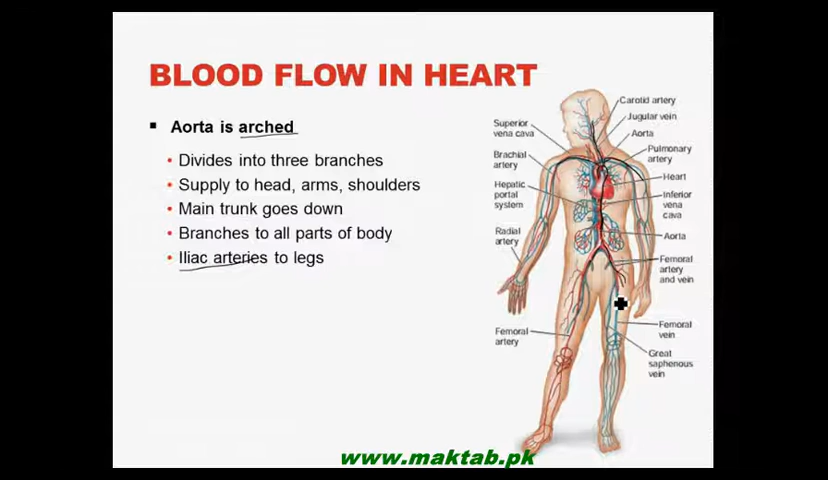 BLOOD FLOW IN HEART
▪ Aorta is arched
• Divides into three branches
• Supply to head, arms, shoulders
• Main trunk goes down
• Branches to all parts of body
• Iliac arteries to legs
Superior
vena cava
Brachial
artery
Hepatic
portal
system
Radial
artery
Femoral
artery
Carotid artery
Jugular vein
Aorta
Pulmonary
artery
Heart
Inferior
vena
cava
Aorta
Femoral
artery
and vein
Femoral
vein
Great
saphenous
vein
www.maktab.pk